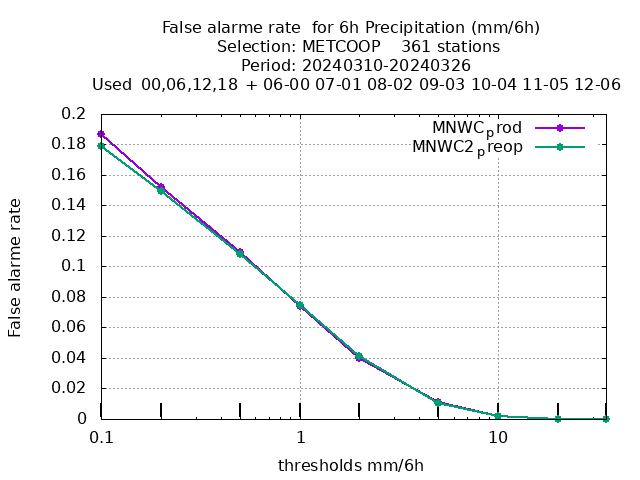 False alarme rate  for 6h Precipitation (mm/6h)
Selection: METCOOP    361 stations
Period: 20240310-20240326
Used  00,06,12,18  + 06-00 07-01 08-02 09-03 10-04 11-05 12-06
MNWCprod
MNWC2preop
0.2
0.18
0.16
0.14
0.12
0.1
0.08
0.06
0.04
0.02
0
False alarme rate
0.1 1 10
thresholds mm/6h